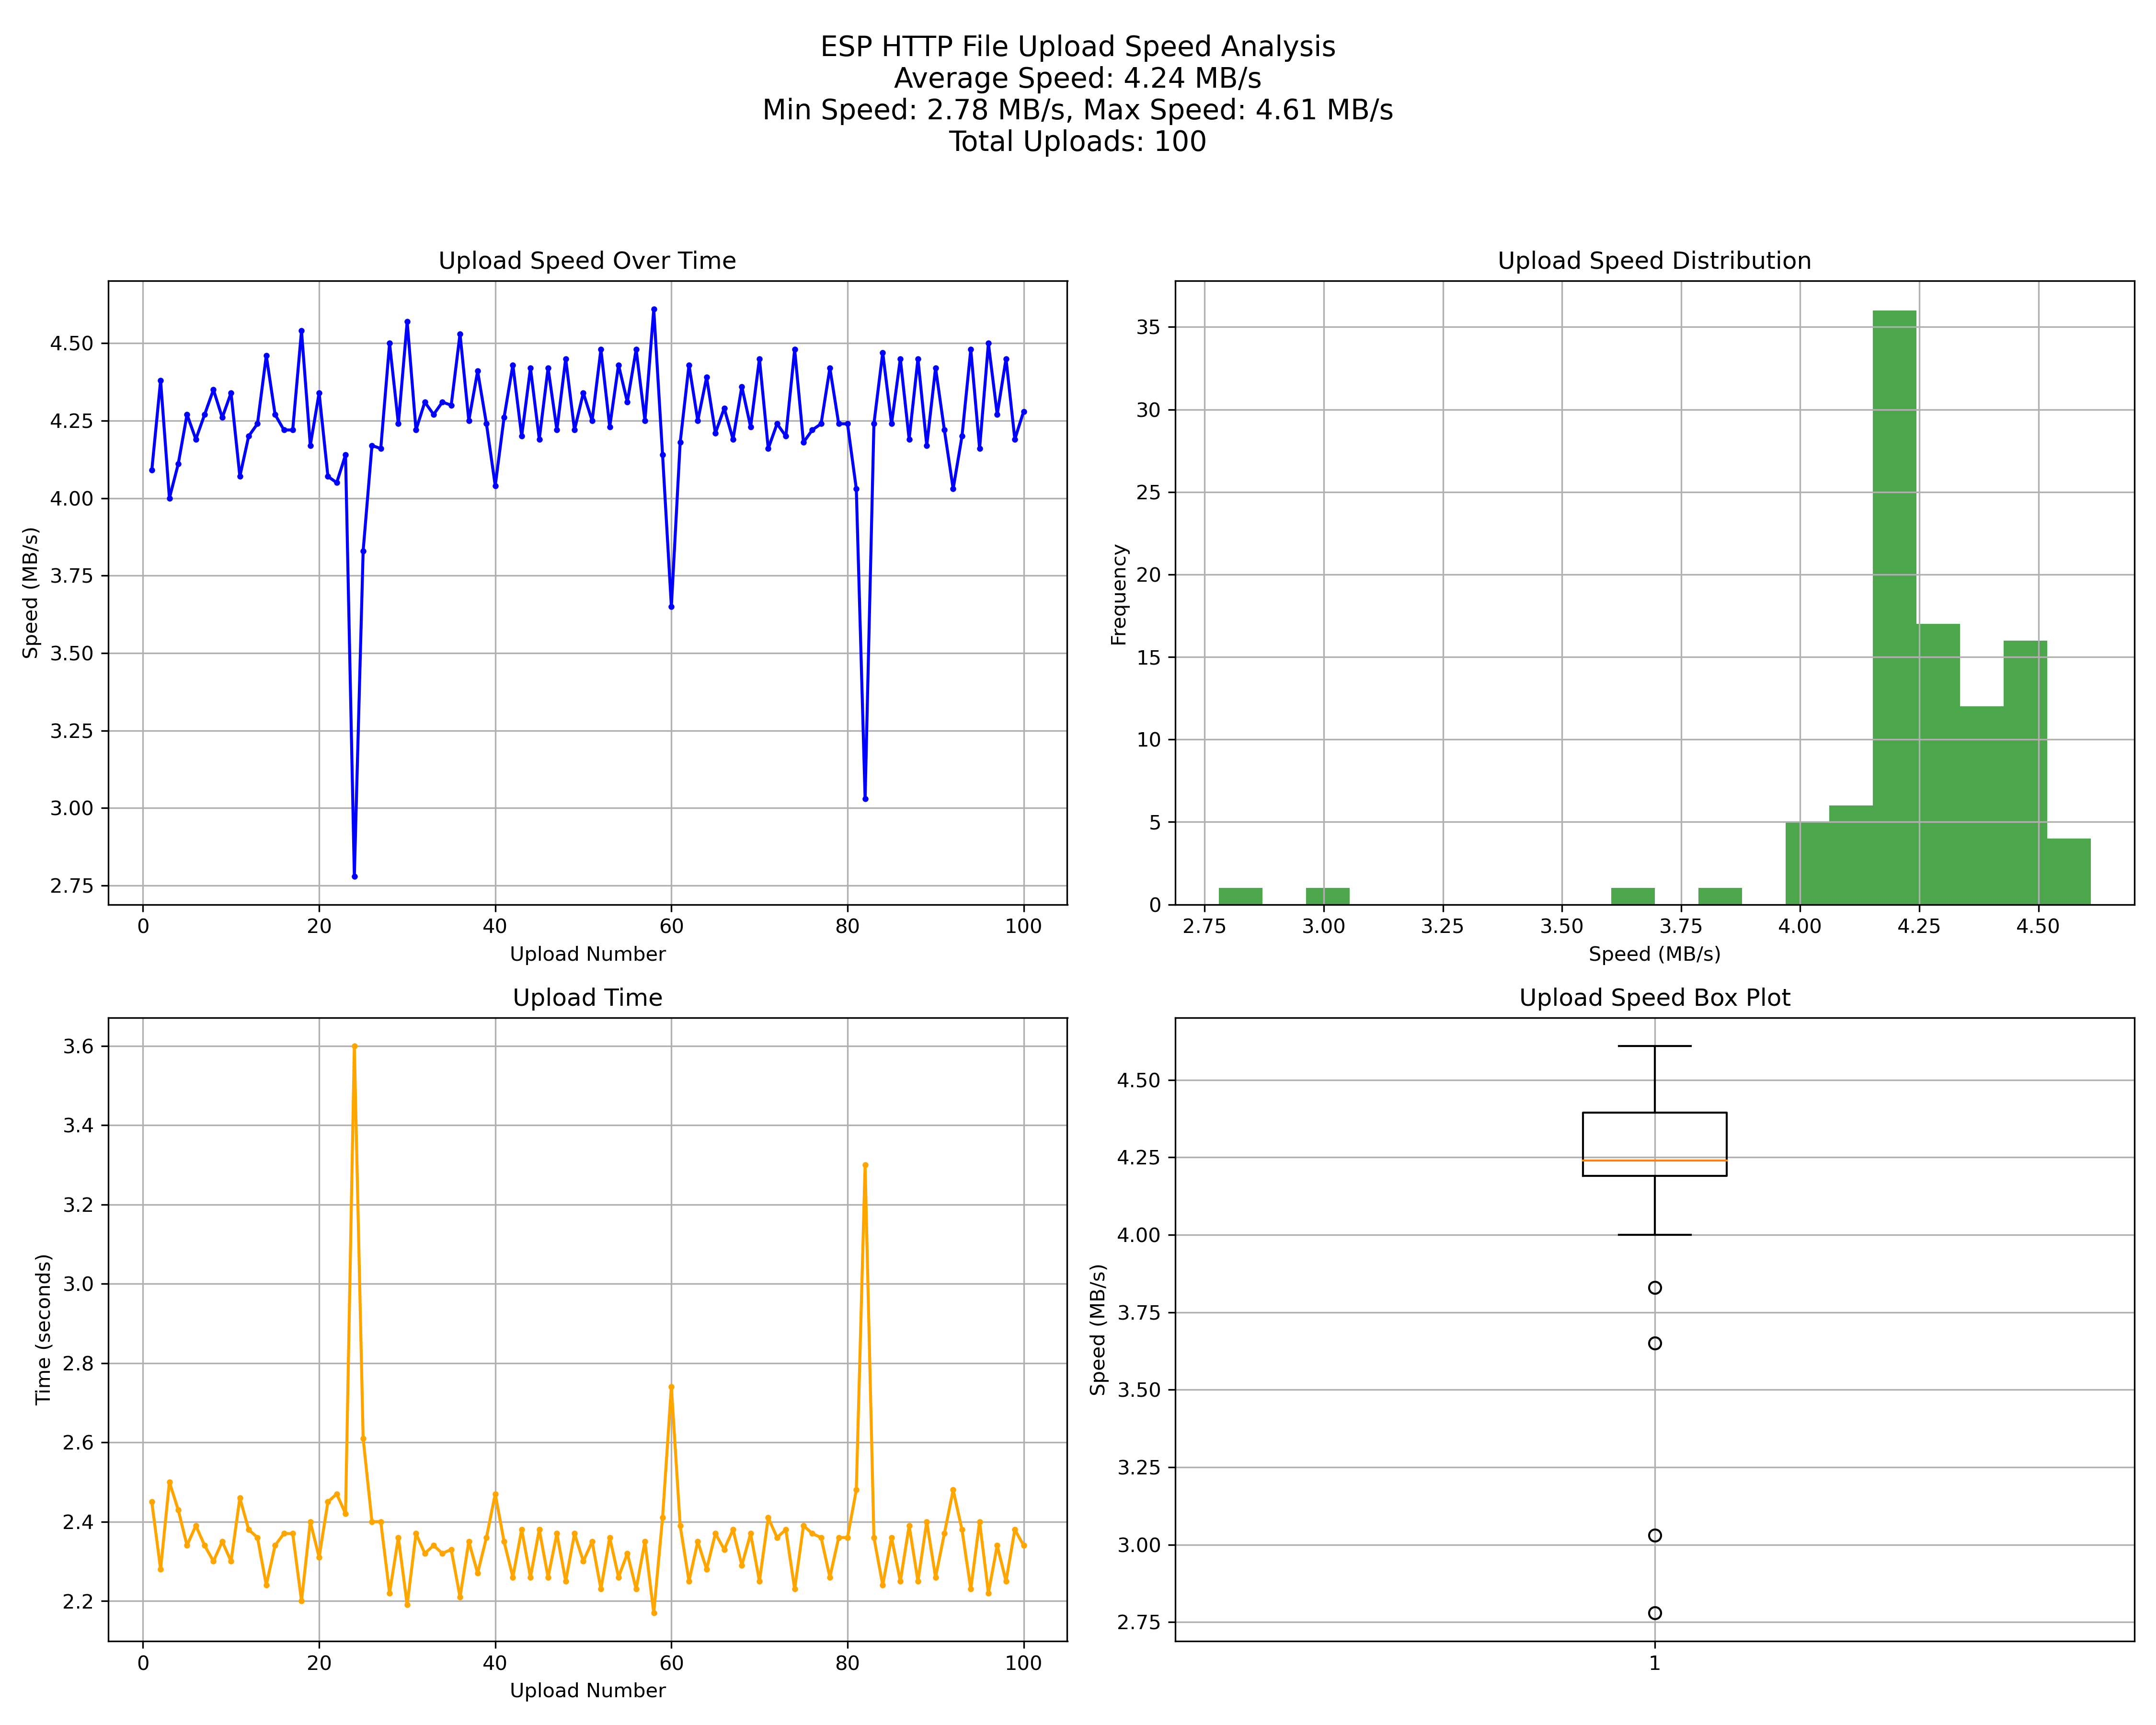 ESP HTTP File Upload Speed Analysis
Average Speed: 4.24 MB/s
Min Speed: 2.78 MB/s, Max Speed: 4.61 MB/s
Total Uploads: 100
Upload Speed Over Time
4.50
4.25
4.00
3.75
3.50
3.25
3.00
2.75
Speed (MB/s)
0 20 40 60 80 100
Upload Number
Upload Speed Distribution
35
30
25
20
15
10
5
0
Frequency
2.75 3.00 3.25 3.50 3.75 4.00 4.25 4.50
Speed (MB/s)
Upload Time
3.6
3.4
3.2
3.0
2.8
2.6
2.4
2.2
Time (seconds)
0 20 40 60 80 100
Upload Number
Upload Speed Box Plot
4.50
4.25
4.00
3.75
3.50
3.25
3.00
2.75
Speed (MB/s)
1